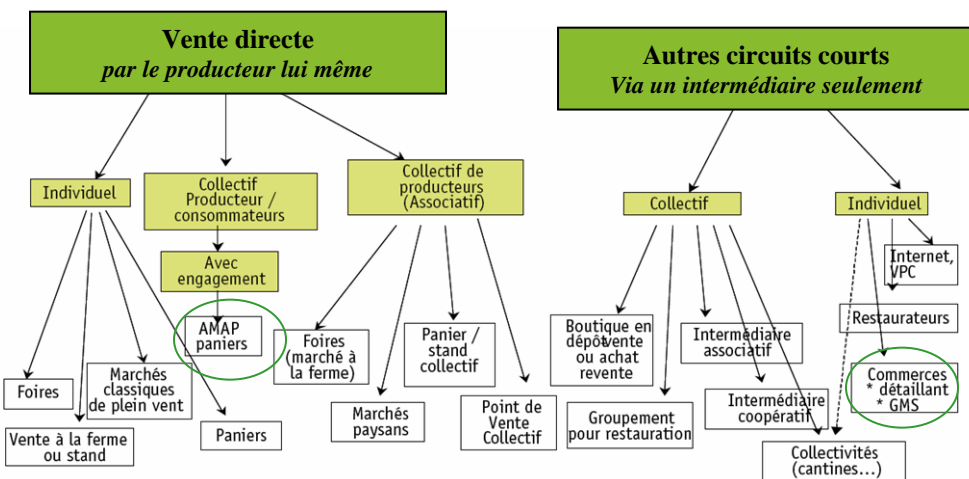 Vente directe
par le producteur lui même
Autres circuits courts
Via un intermédiaire seulement
Individuel
Collectif
Producteur /
consommateurs
Collectif de
producteurs
(Associatif)
Collectif
Individuel
Avec
engagement
Internet,
VPC
AMAP
paniers
Foires
(marché à
la ferme)
Panier /
stand
collectif
Boutique en
dépôt vente
ou achat
revente
Intermédiaire
associatif
Restaurateurs
Foires
Marchés
classiques
de plein vent
Commerces
* détaillant
* GMS
Vente à la ferme
ou stand
Paniers
Marchés
paysans
Point de
Vente
Collectif
Groupement
pour restauration
Intermédiaire
coopératif
Collectivités
(cantines...)